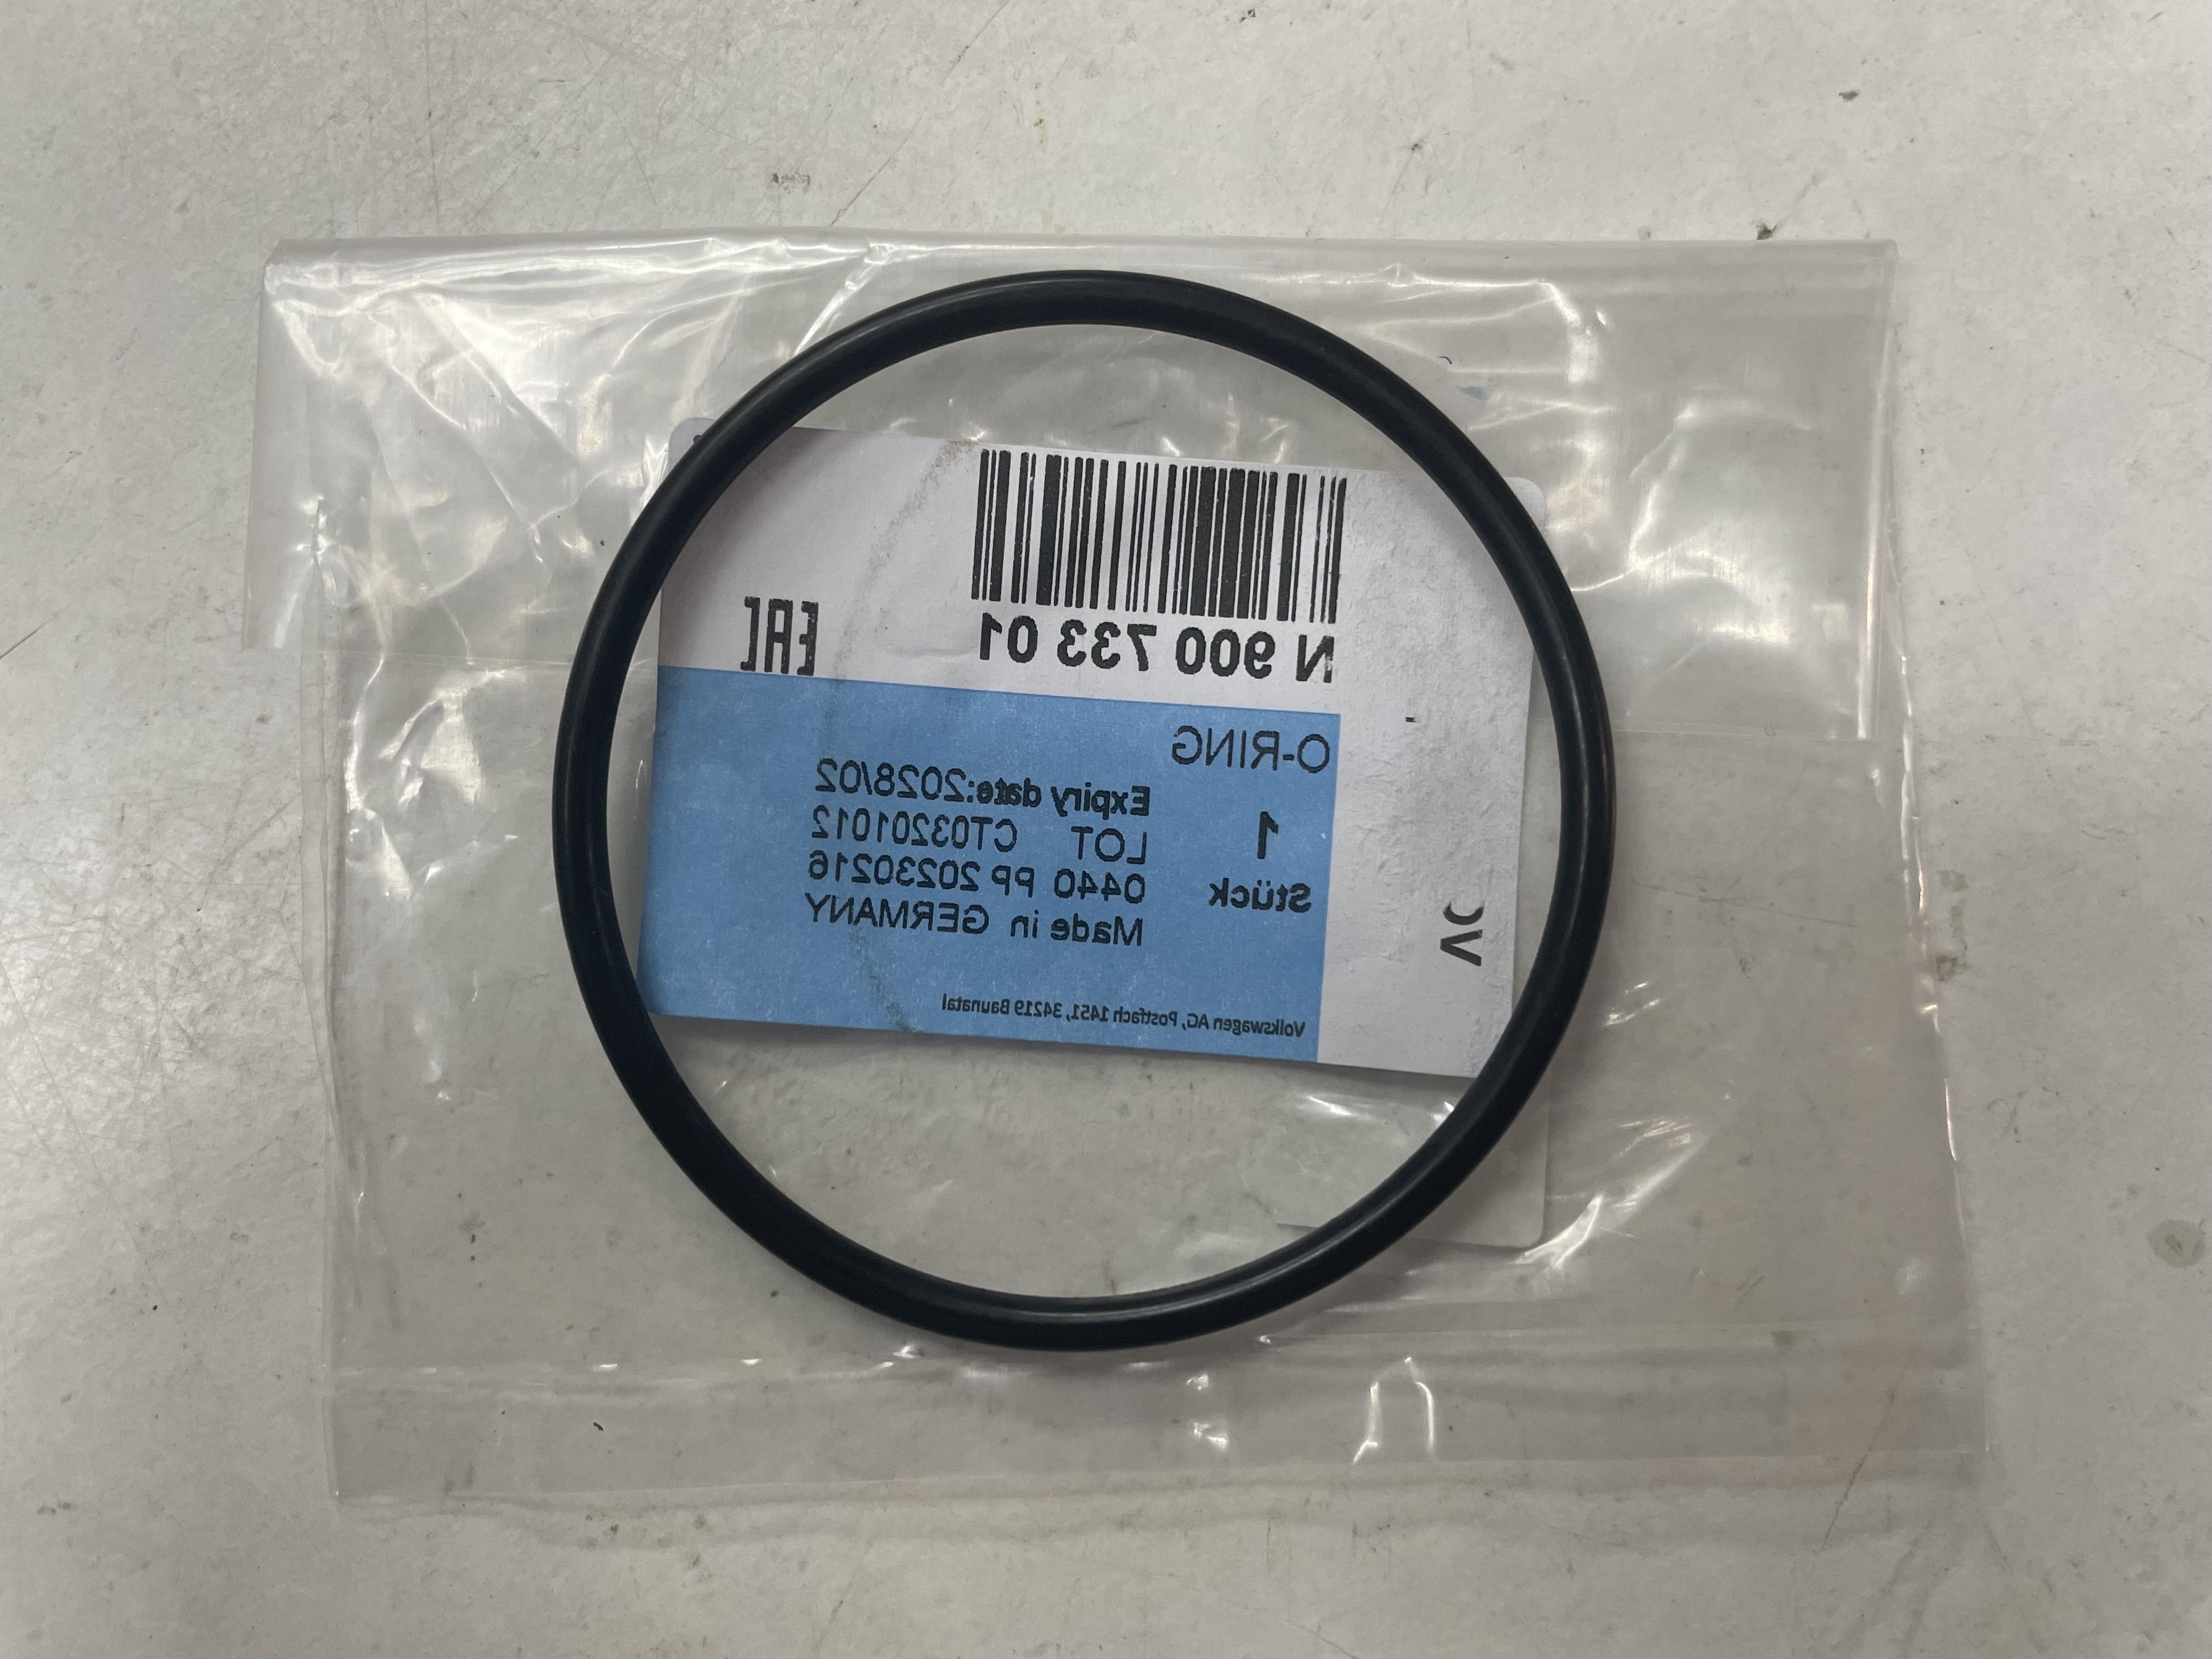 N 900 733 01
EAC
O-RING
Expiry date:2028/02
1
LOT CT03201012
Stück
0440 PP 20230216
Made in GERMANY
Volkswagen AG, Postfach 1451, 34219 Baunatal